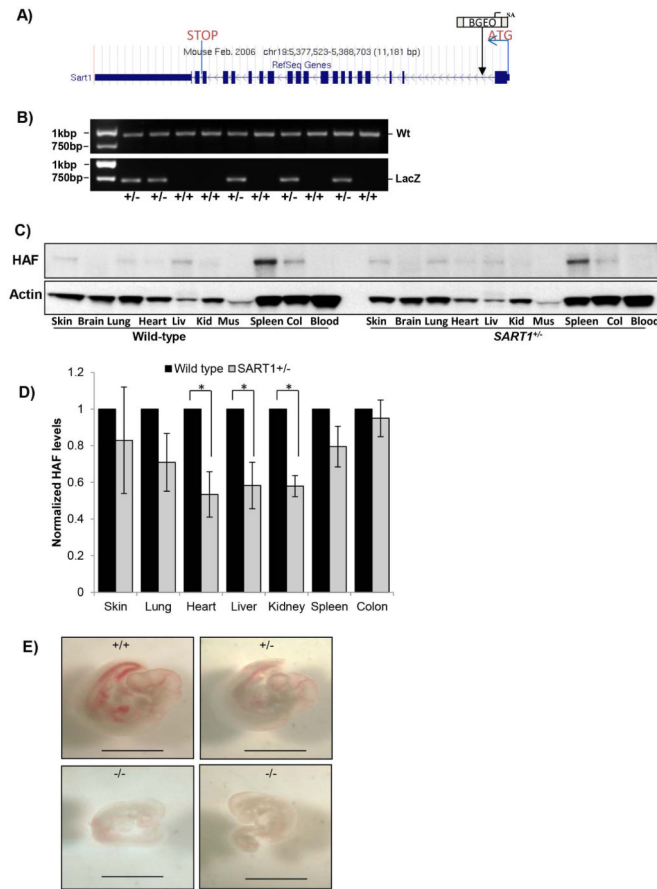 A)
SA
BGEO
STOP
ATG
Mouse Feb. 2006 chr19:5,377,523-5,388,703 (11,181 bp)
RefSeq Genes
Sart1
B)
1kbp
Wt
750bp
1kbp
750bp
LacZ
+/- +/- +/+ +/+ +/- +/+ +/- +/+ +/- +/+
C)
HAF
Actin
Skin Brain Lung Heart Liv Kid Mus Spleen Col Blood Skin Brain Lung Heart Liv Kid Mus Spleen Col Blood
Wild-type SART1+/-
D)
Wild type SART1+/-
* * *
Normalized HAF levels
1.2
1
0.8
0.6
0.4
0.2
0
Skin Lung Heart Liver Kidney Spleen Colon
E)
+/+ +/-
-/- -/-